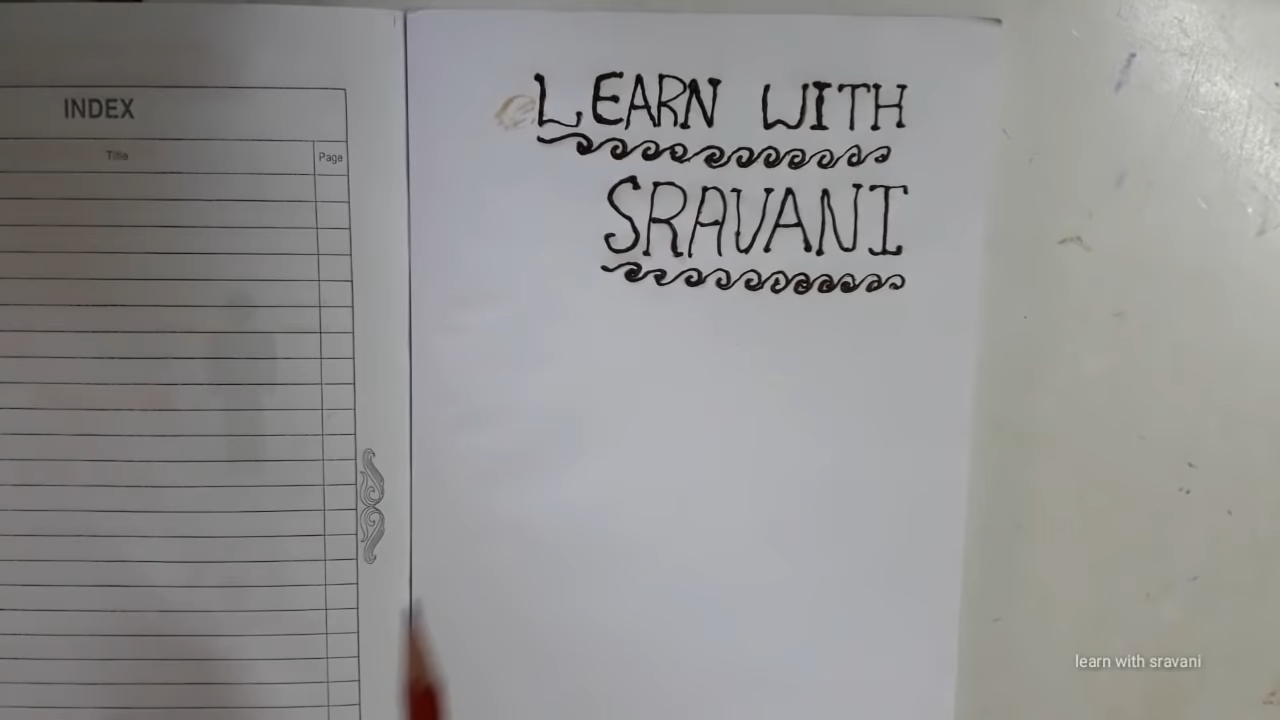 INDEX
Title Page
LEARN WITH
SRAVANI
learn with sravani